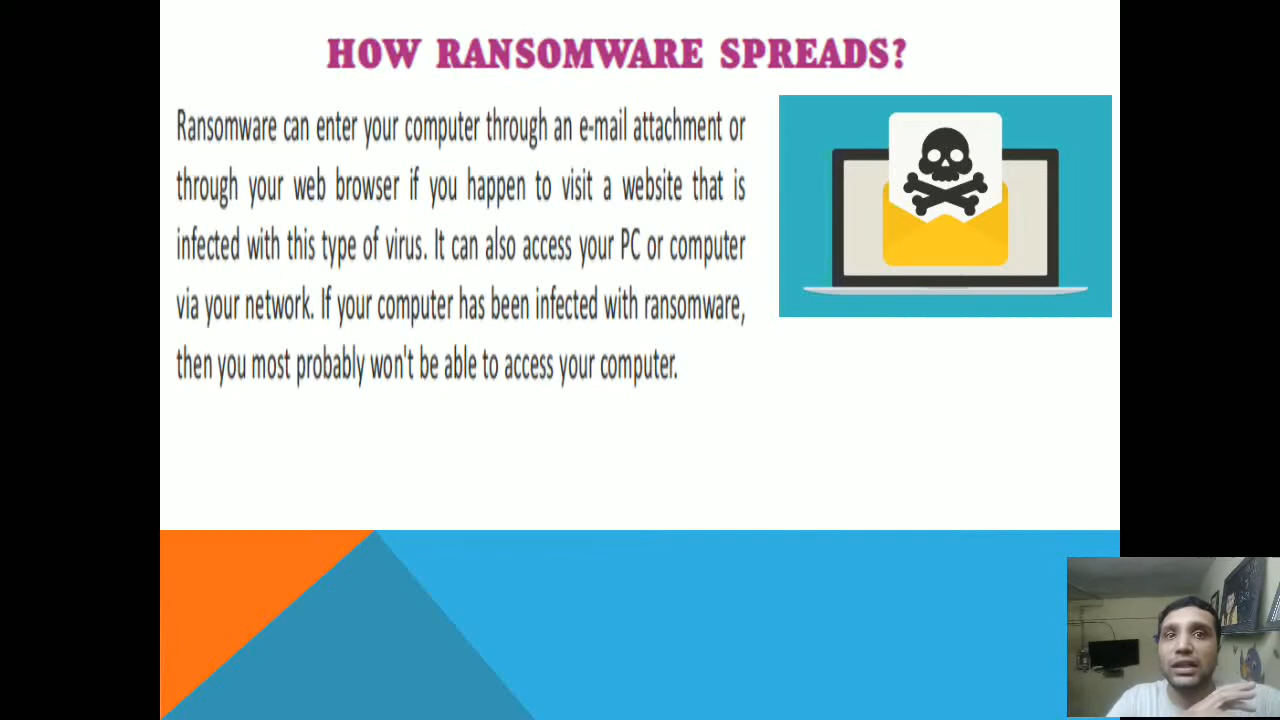 HOW RANSOMWARE SPREADS?
Ransomware can enter your computer through an e-mail attachment or
through your web browser if you happen to visit a website that is
infected with this type of virus. It can also access your PC or computer
via your network. If your computer has been infected with ransomware,
then you most probably won't be able to access your computer.